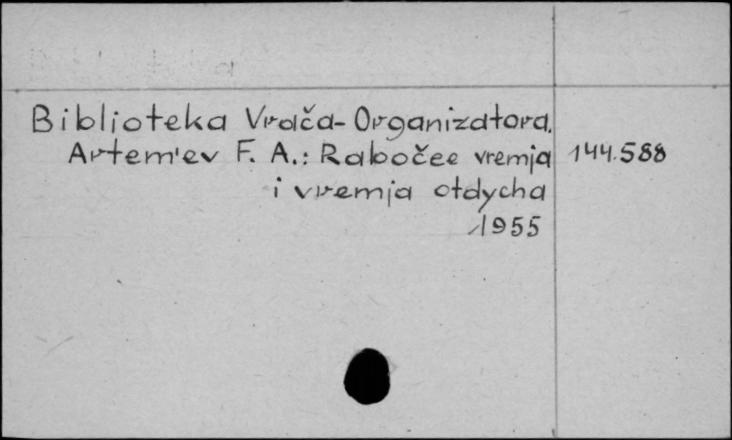 Biblioteka Vrača-Organizatora.
Artem'ev F. A.: Rabočee vremja 144.588
i vremja otdycha
1955